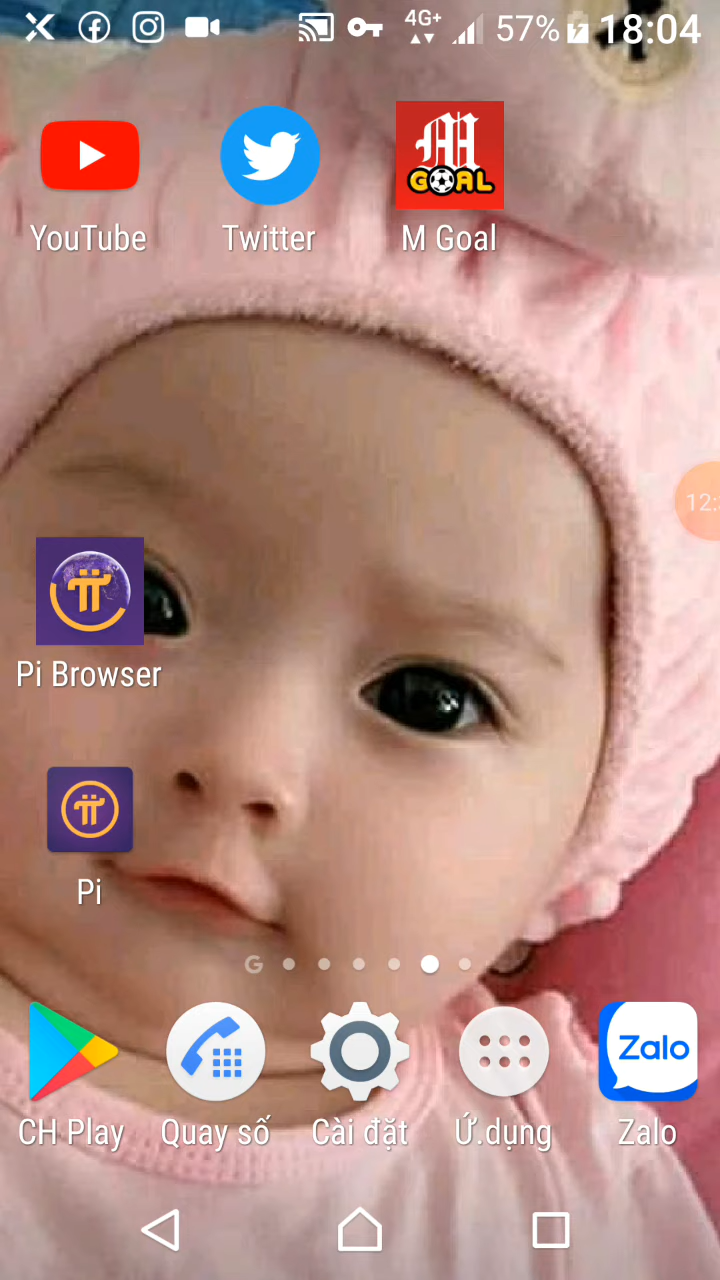 4G+ 57% 18:04
M
GOAL
YouTube Twitter M Goal
12:
Pi Browser
Pi
G
Zalo
CH Play Quay số Cài đặt Ứ.dụng Zalo